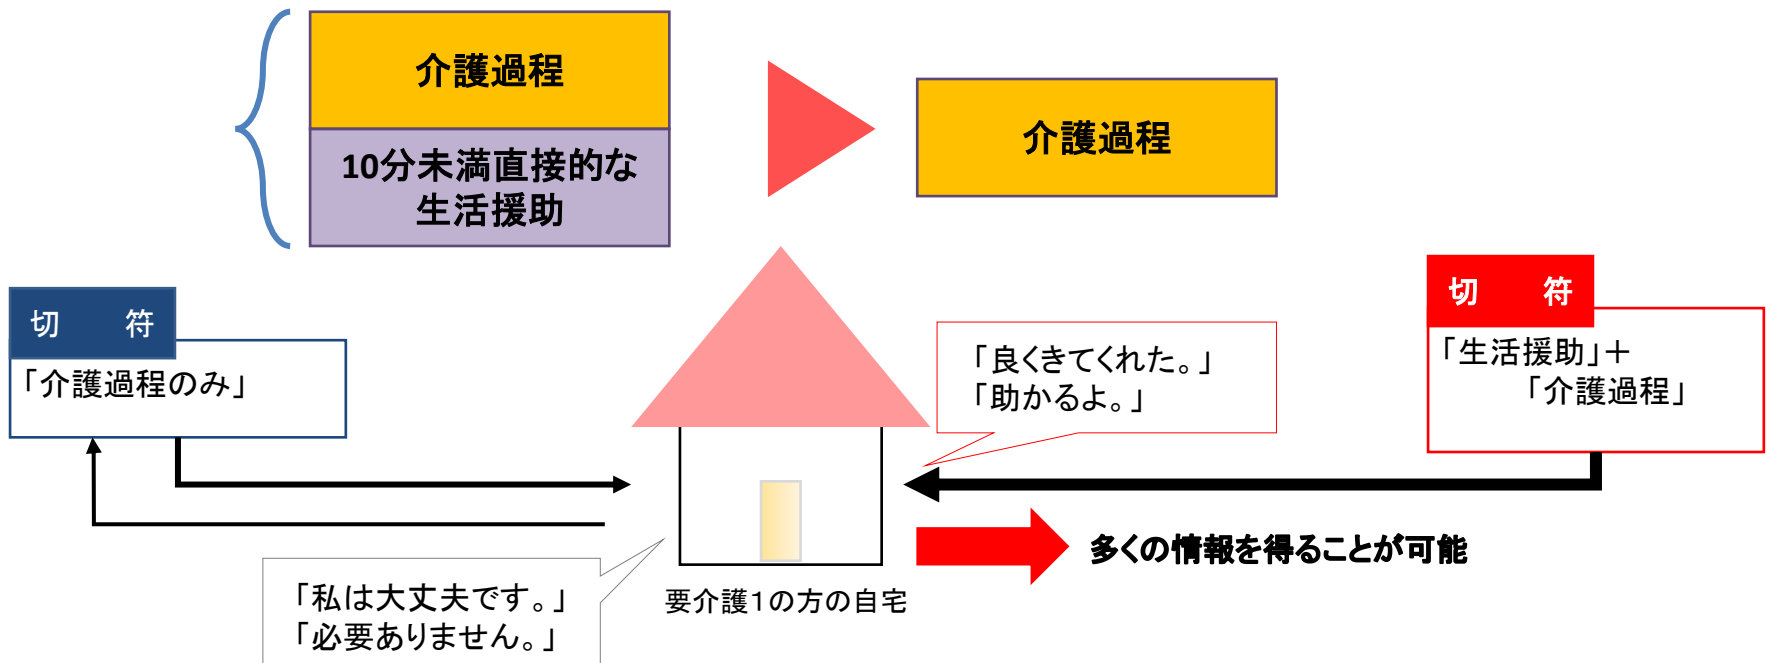 介護過程
10分未満直接的な
生活援助
介護過程
切　符
「介護過程のみ」
「良くきてくれた。」
「助かるよ。」
切　符
「生活援助」＋
「介護過程」
多くの情報を得ることが可能
「私は大丈夫です。」
「必要ありません。」
要介護１の方の自宅